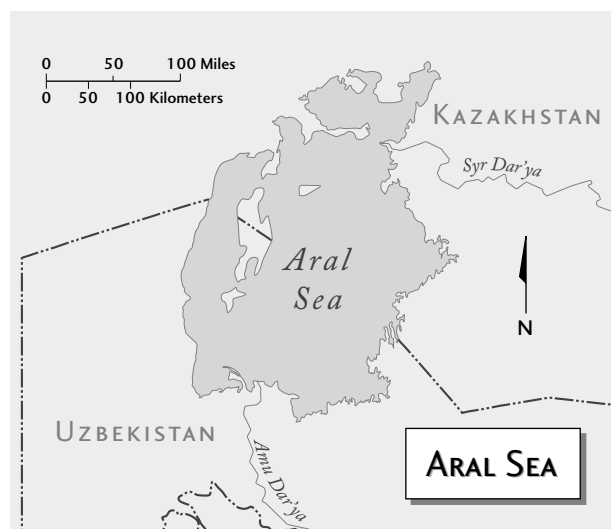 0 50 100 Miles
0 50 100 Kilometers
KAZAKHSTAN
Syr Dar'ya
Aral
Sea
N
UZBEKISTAN
Amu Dar'ya
ARAL SEA